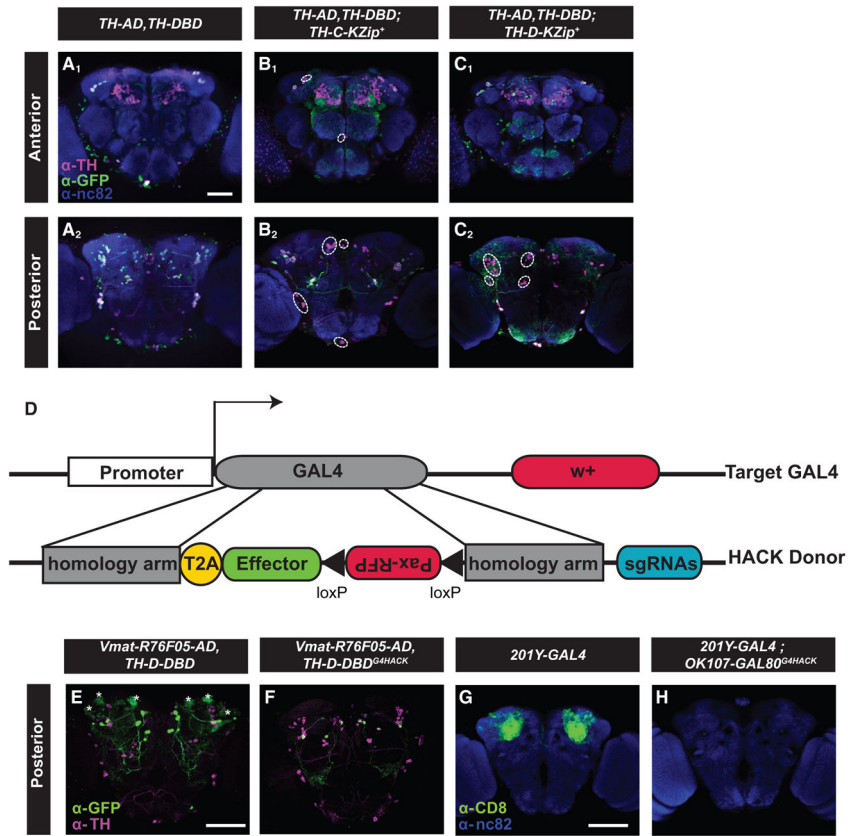 TH-AD,TH-DBD
TH-AD,TH-DBD;
TH-C-KZip⁺
TH-AD,TH-DBD;
TH-D-KZip⁺
Anterior
A₁
B₁
C₁
α-TH
α-GFP
α-nc82
Posterior
A₂
B₂
C₂
D
Promoter
GAL4
w+
Target GAL4
homology arm
T2A
Effector
Pax-RFP
homology arm
sgRNAs
HACK Donor
loxP
loxP
Vmat-R76F05-AD,
TH-D-DBD
Vmat-R76F05-AD,
TH-D-DBDᴳ⁴ᴴᴬᶜᴷ
201Y-GAL4
201Y-GAL4 ;
OK107-GAL80ᴳ⁴ᴴᴬᶜᴷ
Posterior
E
* * * * * *
F
G
H
α-GFP
α-TH
α-CD8
α-nc82